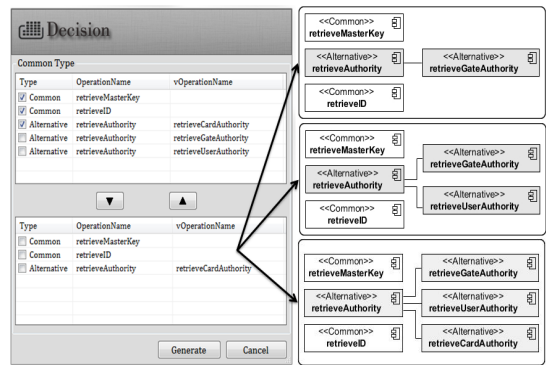 Decision
Common Type
Type OperationName vOperationName
Common retrieveMasterKey
Common retrieveID
Alternative retrieveAuthority retrieveCardAuthority
Alternative retrieveAuthority retrieveGateAuthority
Alternative retrieveAuthority retrieveUserAuthority
▼ ▲
Type OperationName vOperationName
Common retrieveMasterKey
Common retrieveID
Alternative retrieveAuthority retrieveCardAuthority
Generate Cancel
<<Common>>
retrieveMasterKey
<<Alternative>> <<Alternative>>
retrieveAuthority retrieveGateAuthority
<<Common>>
retrieveID
<<Common>>
retrieveMasterKey
<<Alternative>>
retrieveGateAuthority
<<Alternative>>
retrieveAuthority
<<Alternative>>
retrieveUserAuthority
<<Common>>
retrieveID
<<Common>> <<Alternative>>
retrieveMasterKey retrieveGateAuthority
<<Alternative>> <<Alternative>>
retrieveAuthority retrieveUserAuthority
<<Common>> <<Alternative>>
retrieveID retrieveCardAuthority